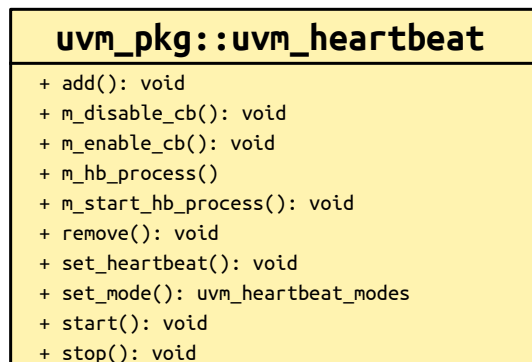 uvm_pkg::uvm_heartbeat
+ add(): void
+ m_disable_cb(): void
+ m_enable_cb(): void
+ m_hb_process()
+ m_start_hb_process(): void
+ remove(): void
+ set_heartbeat(): void
+ set_mode(): uvm_heartbeat_modes
+ start(): void
+ stop(): void